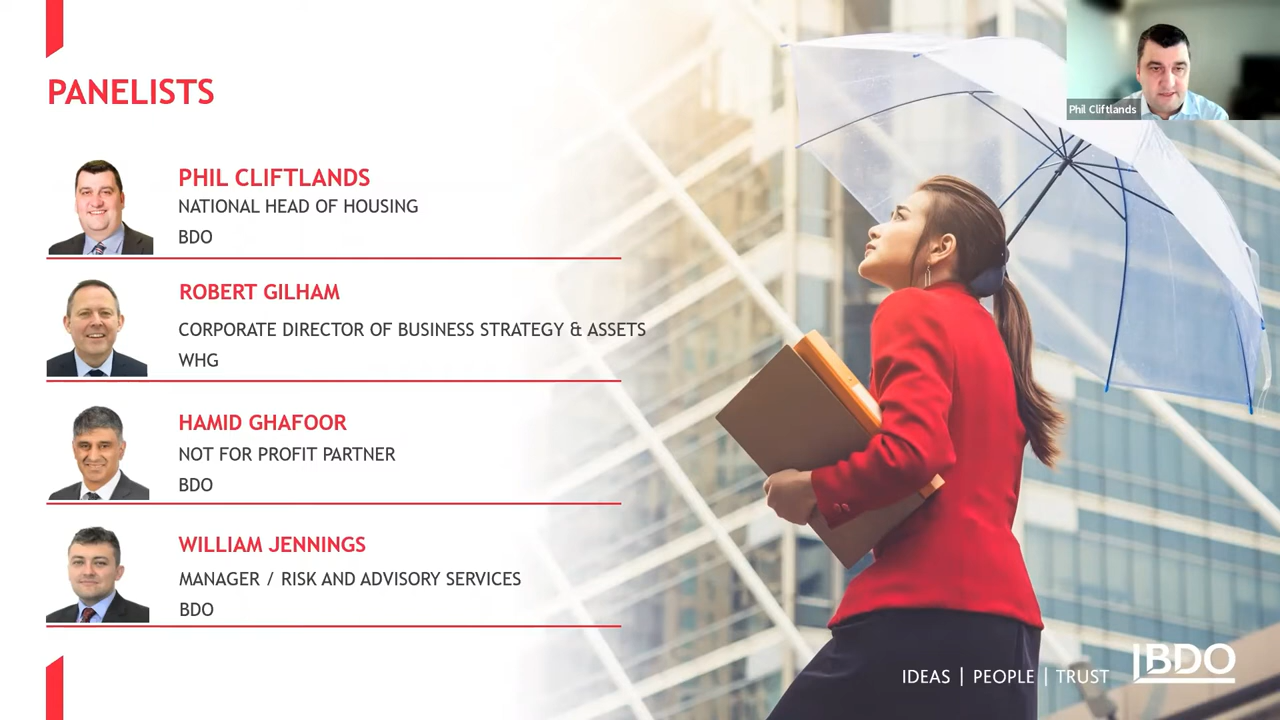 PANELISTS
PHIL CLIFTLANDS
NATIONAL HEAD OF HOUSING
BDO
ROBERT GILHAM
CORPORATE DIRECTOR OF BUSINESS STRATEGY & ASSETS
WHG
HAMID GHAFOOR
NOT FOR PROFIT PARTNER
BDO
WILLIAM JENNINGS
MANAGER / RISK AND ADVISORY SERVICES
BDO
Phil Cliftlands
IDEAS | PEOPLE | TRUST
BDO